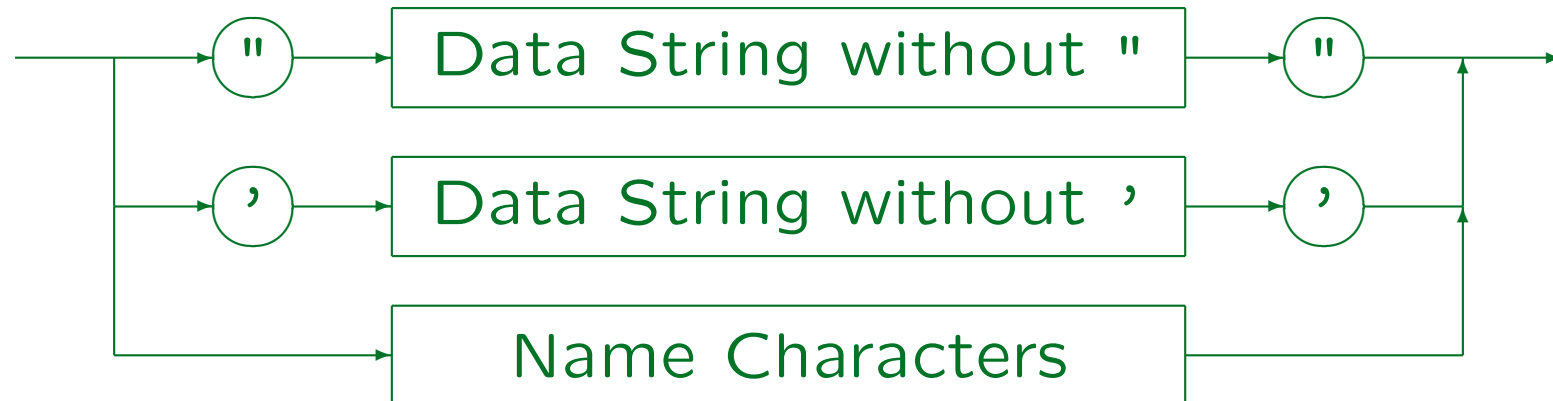 " Data String without " "
' Data String without ' '
Name Characters